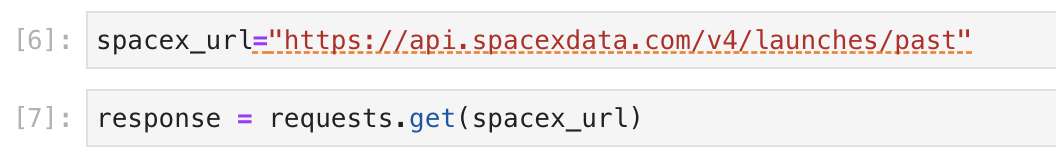 [6]: spacex_url="https://api.spacexdata.com/v4/launches/past"
[7]: response = requests.get(spacex_url)